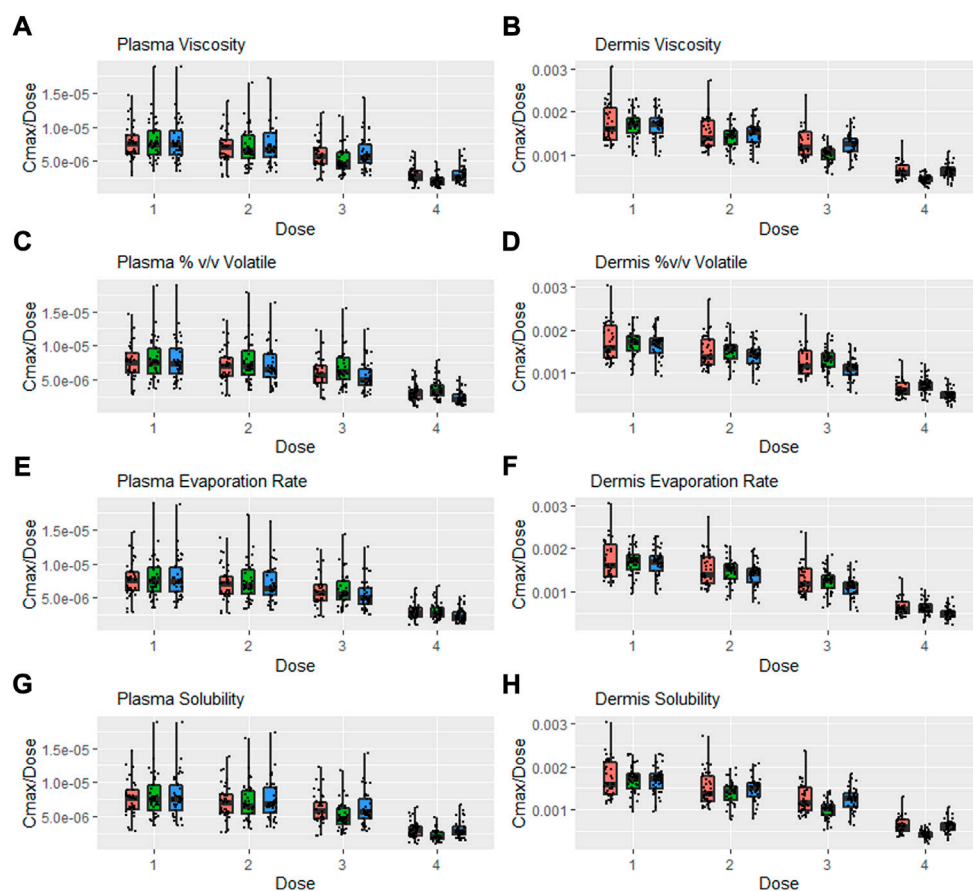 A
Plasma Viscosity
Cmax/Dose
1.5e-05
1.0e-05
5.0e-06
1 2 3 4
Dose
B
Dermis Viscosity
Cmax/Dose
0.003
0.002
0.001
1 2 3 4
Dose
C
Plasma % v/v Volatile
Cmax/Dose
1.5e-05
1.0e-05
5.0e-06
1 2 3 4
Dose
D
Dermis %v/v Volatile
Cmax/Dose
0.003
0.002
0.001
1 2 3 4
Dose
E
Plasma Evaporation Rate
Cmax/Dose
1.5e-05
1.0e-05
5.0e-06
1 2 3 4
Dose
F
Dermis Evaporation Rate
Cmax/Dose
0.003
0.002
0.001
1 2 3 4
Dose
G
Plasma Solubility
Cmax/Dose
1.5e-05
1.0e-05
5.0e-06
1 2 3 4
Dose
H
Dermis Solubility
Cmax/Dose
0.003
0.002
0.001
1 2 3 4
Dose